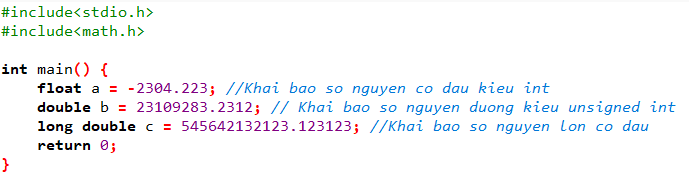 #include<stdio.h>
#include<math.h>
int main() {
float a = -2304.223; //Khai bao so nguyen co dau kieu int
double b = 23109283.2312; // Khai bao so nguyen duong kieu unsigned int
long double c = 545642132123.123123; //Khai bao so nguyen lon co dau
return 0;
}